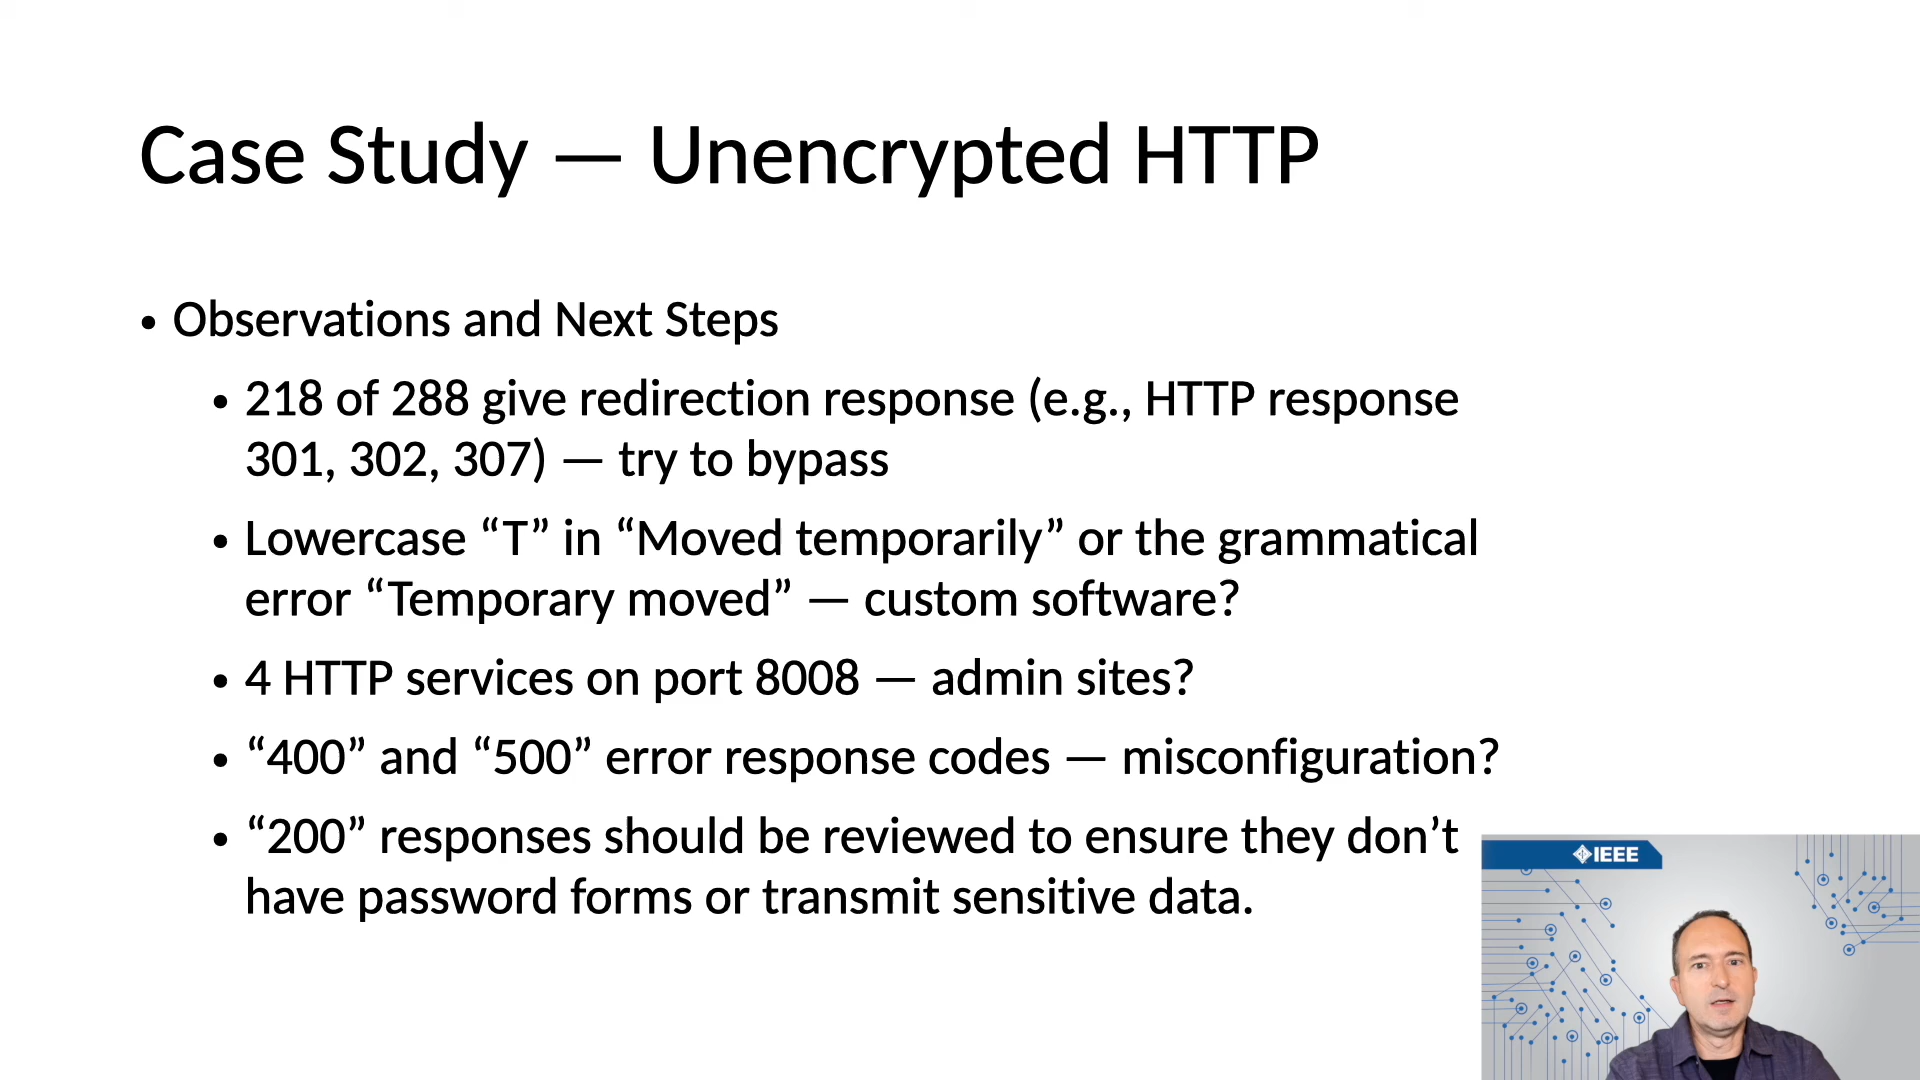 Case Study — Unencrypted HTTP
• Observations and Next Steps
• 218 of 288 give redirection response (e.g., HTTP response
301, 302, 307) — try to bypass
• Lowercase “T” in “Moved temporarily” or the grammatical
error “Temporary moved” — custom software?
• 4 HTTP services on port 8008 — admin sites?
• “400” and “500” error response codes — misconfiguration?
• “200” responses should be reviewed to ensure they don’t
have password forms or transmit sensitive data.
IEEE